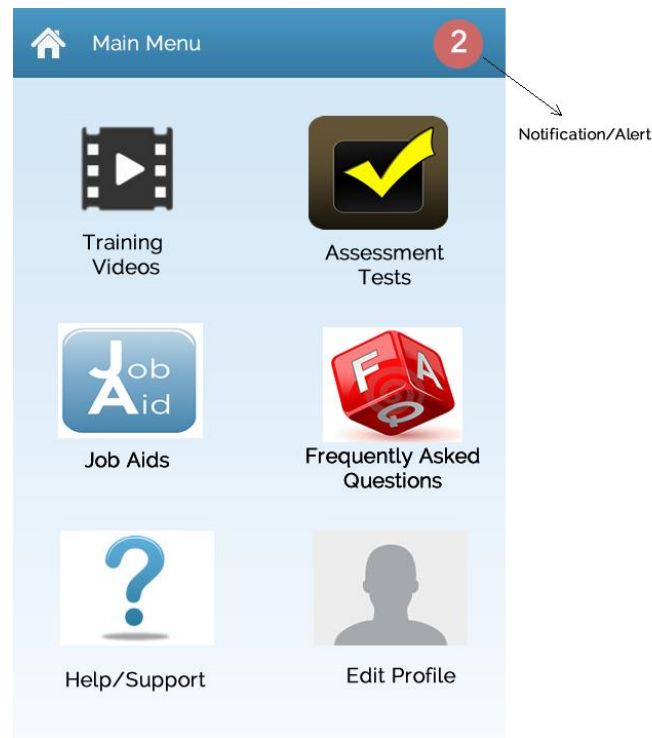 Main Menu
2
Notification/Alert
Training
Videos
Assessment
Tests
Job
Aid
F A
Q
Job Aids
Frequently Asked
Questions
?
Help/Support
Edit Profile